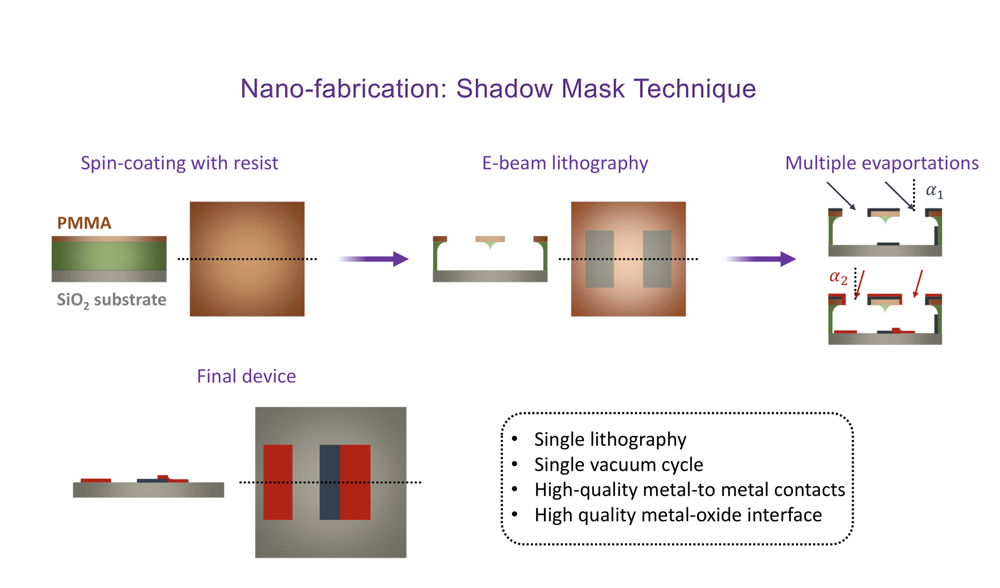 Nano-fabrication: Shadow Mask Technique
Spin-coating with resist
E-beam lithography
Multiple evaportations
PMMA
SiO₂ substrate
α₁
α₂
Final device
• Single lithography
• Single vacuum cycle
• High-quality metal-to metal contacts
• High quality metal-oxide interface